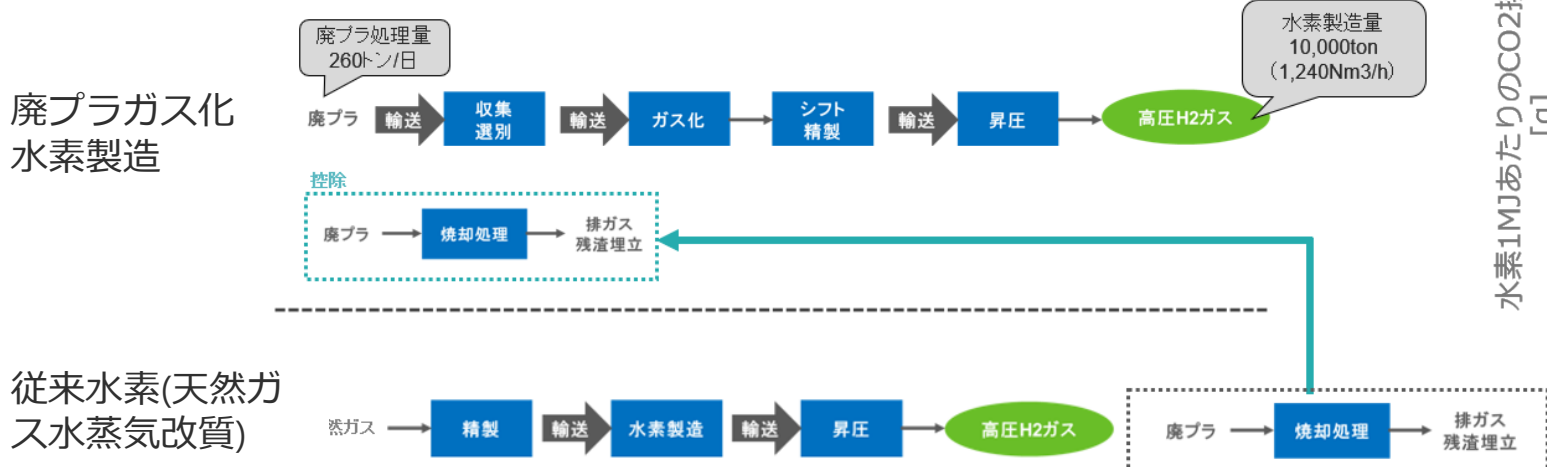 廃プラ処理量
260トン/日
水素製造量
10,000ton
（1,240Nm3/h）
廃プラガス化
水素製造
廃プラ
輸送
収集
選別
輸送
ガス化
シフト
精製
輸送
昇圧
高圧H2ガス
控除
廃プラ
焼却処理
排ガス
残渣埋立
従来水素(天然ガ
ス水蒸気改質)
然ガス
精製
輸送
水素製造
輸送
昇圧
高圧H2ガス
廃プラ
焼却処理
排ガス
残渣埋立
水素1MJあたりのCO2排